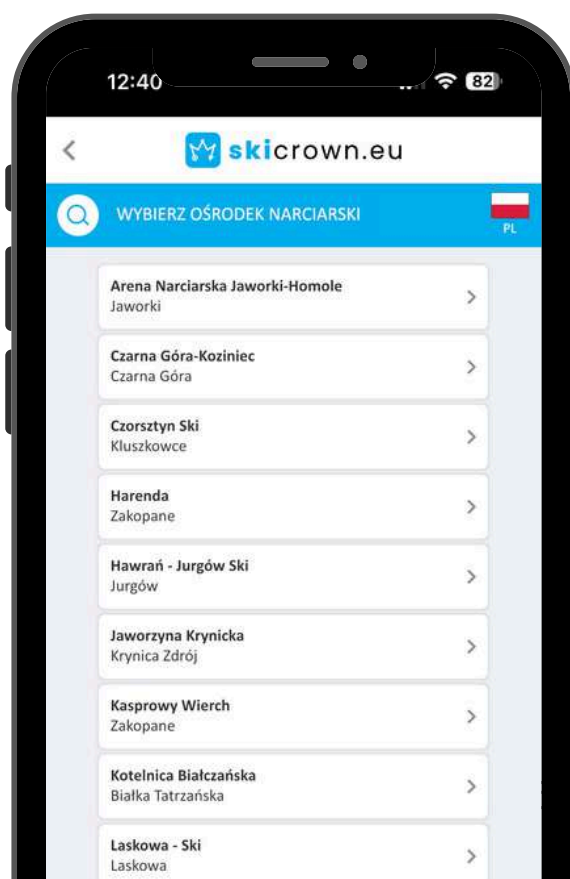 12:40
82
skicrown.eu
WYBIERZ OŚRODEK NARCIARSKI
PL
Arena Narciarska Jaworki-Homole
Jaworki
Czarna Góra-Koziniec
Czarna Góra
Czorsztyn Ski
Kluszkowce
Harenda
Zakopane
Hawrań - Jurgów Ski
Jurgów
Jaworzyna Krynicka
Krynica Zdrój
Kasprowy Wierch
Zakopane
Kotelnica Białczańska
Białka Tatrzańska
Laskowa - Ski
Laskowa